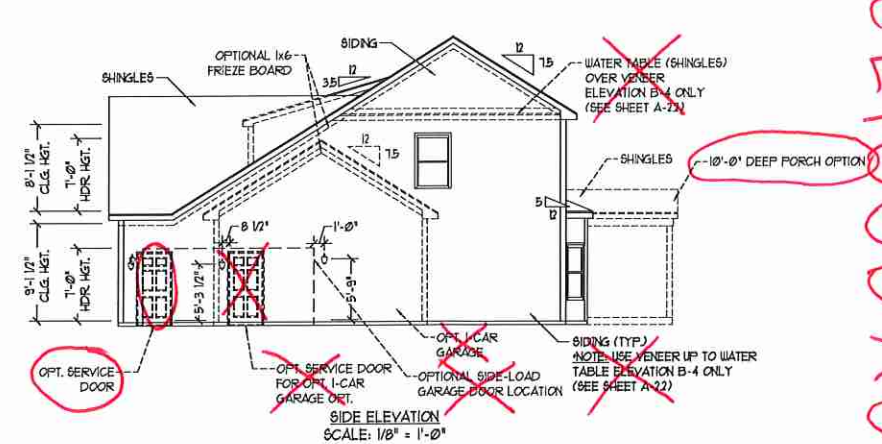 SIDING
12
7.5
OPTIONAL 1x6
FRIEZE BOARD
12
3.5
SHINGLES
WATER TABLE (SHINGLES)
OVER VENEER
ELEVATION B-4 ONLY
(SEE SHEET A-22)
12
7.5
SHINGLES
10'-0" DEEP PORCH OPTION
8'-1 1/2"
CLG. HGT.
7'-0"
HDR. HGT.
5
12
8 1/2"
1'-0"
9'-1 1/2"
CLG. HGT.
7'-0"
HDR. HGT.
5'-3 1/2"
5'-9"
OPT. 1-CAR
GARAGE
SIDING (TYP.)
NOTE: USE VENEER UP TO WATER
TABLE ELEVATION B-4 ONLY
(SEE SHEET A-22)
OPT. SERVICE
DOOR
OPT. SERVICE DOOR
FOR OPT. 1-CAR
GARAGE OPT.
OPTIONAL SIDE-LOAD
GARAGE DOOR LOCATION
SIDE ELEVATION
SCALE: 1/8" = 1'-0"